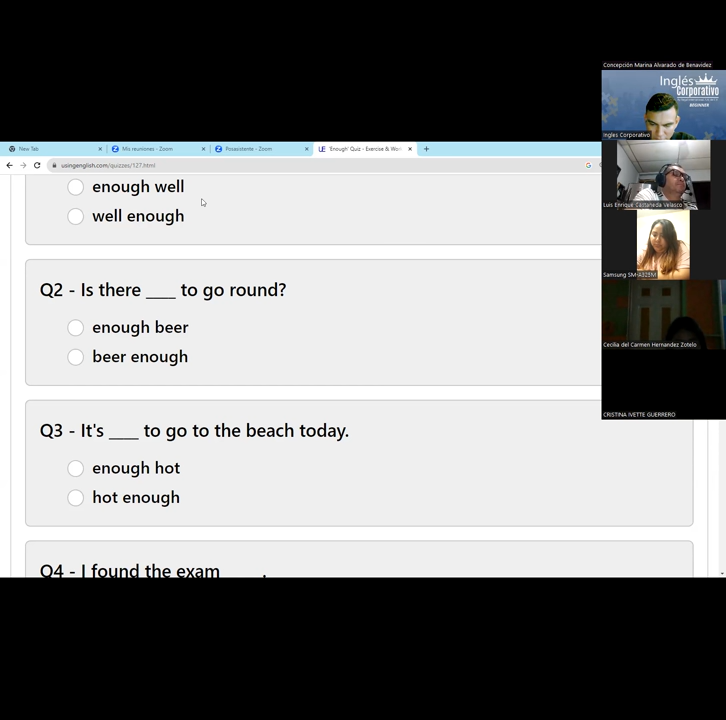 Concepción Marina Alvarado de Benavidez
Inglés
Corporativo
BEGINNER
Ingles Corporativo
New Tab
Mis reuniones - Zoom
Posasistente - Zoom
'Enough' Quiz - Exercise & Wor
usingenglish.com/quizzes/127.html
enough well
well enough
Luis Enrique Castaneda Velasco
Samsung SM-A325M
Q2 - Is there ____ to go round?
enough beer
beer enough
Cecilia del Carmen Hernandez Zotelo
CRISTINA IVETTE GUERRERO
Q3 - It's ____ to go to the beach today.
enough hot
hot enough
Q4 - I found the exam ____.